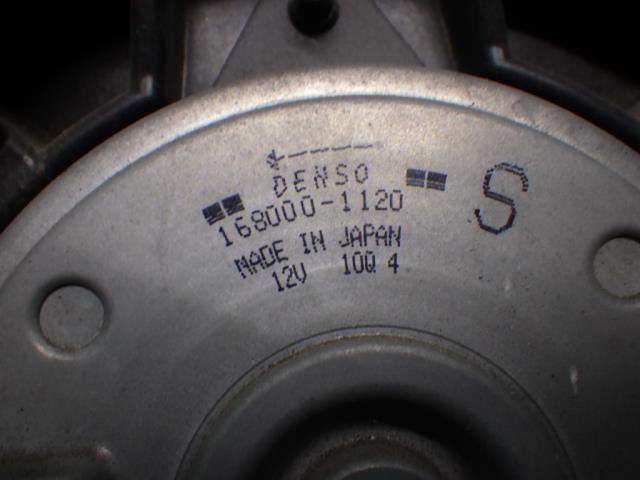 DENSO
168000-1120
S
MADE IN JAPAN
12V 10Q 4